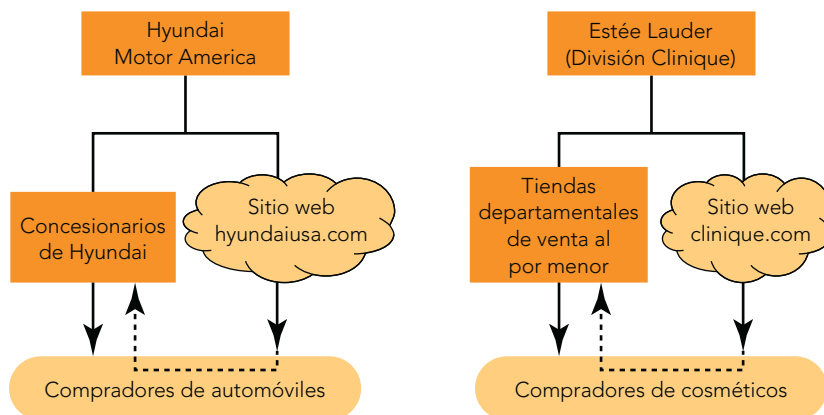 Hyundai
Motor America
Concesionarios
de Hyundai
Sitio web
hyundaiusa.com
Compradores de automóviles
Estée Lauder
(División Clinique)
Tiendas
departamentales
de venta al
por menor
Sitio web
clinique.com
Compradores de cosméticos